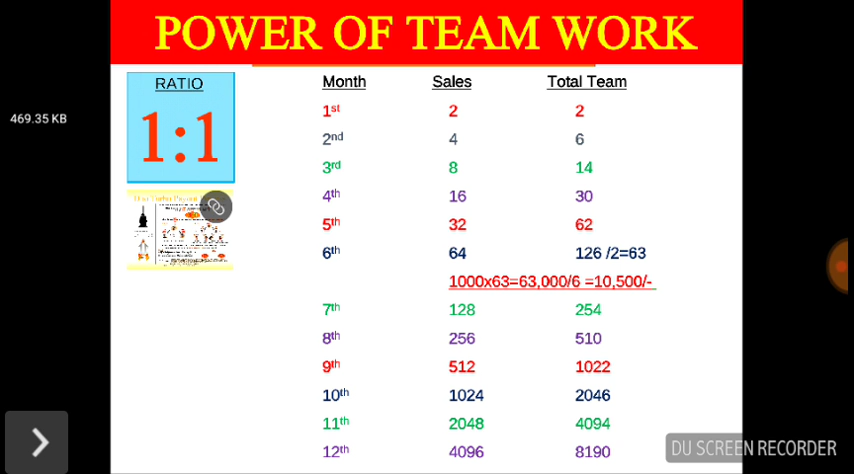 POWER OF TEAM WORK
469.35 KB
RATIO
1:1
Month Sales Total Team
1st 2 2
2nd 4 6
3rd 8 14
4th 16 30
5th 32 62
6th 64 126 /2=63
1000x63=63,000/6 =10,500/-
7th 128 254
8th 256 510
9th 512 1022
10th 1024 2046
11th 2048 4094
12th 4096 8190
DU SCREEN RECORDER